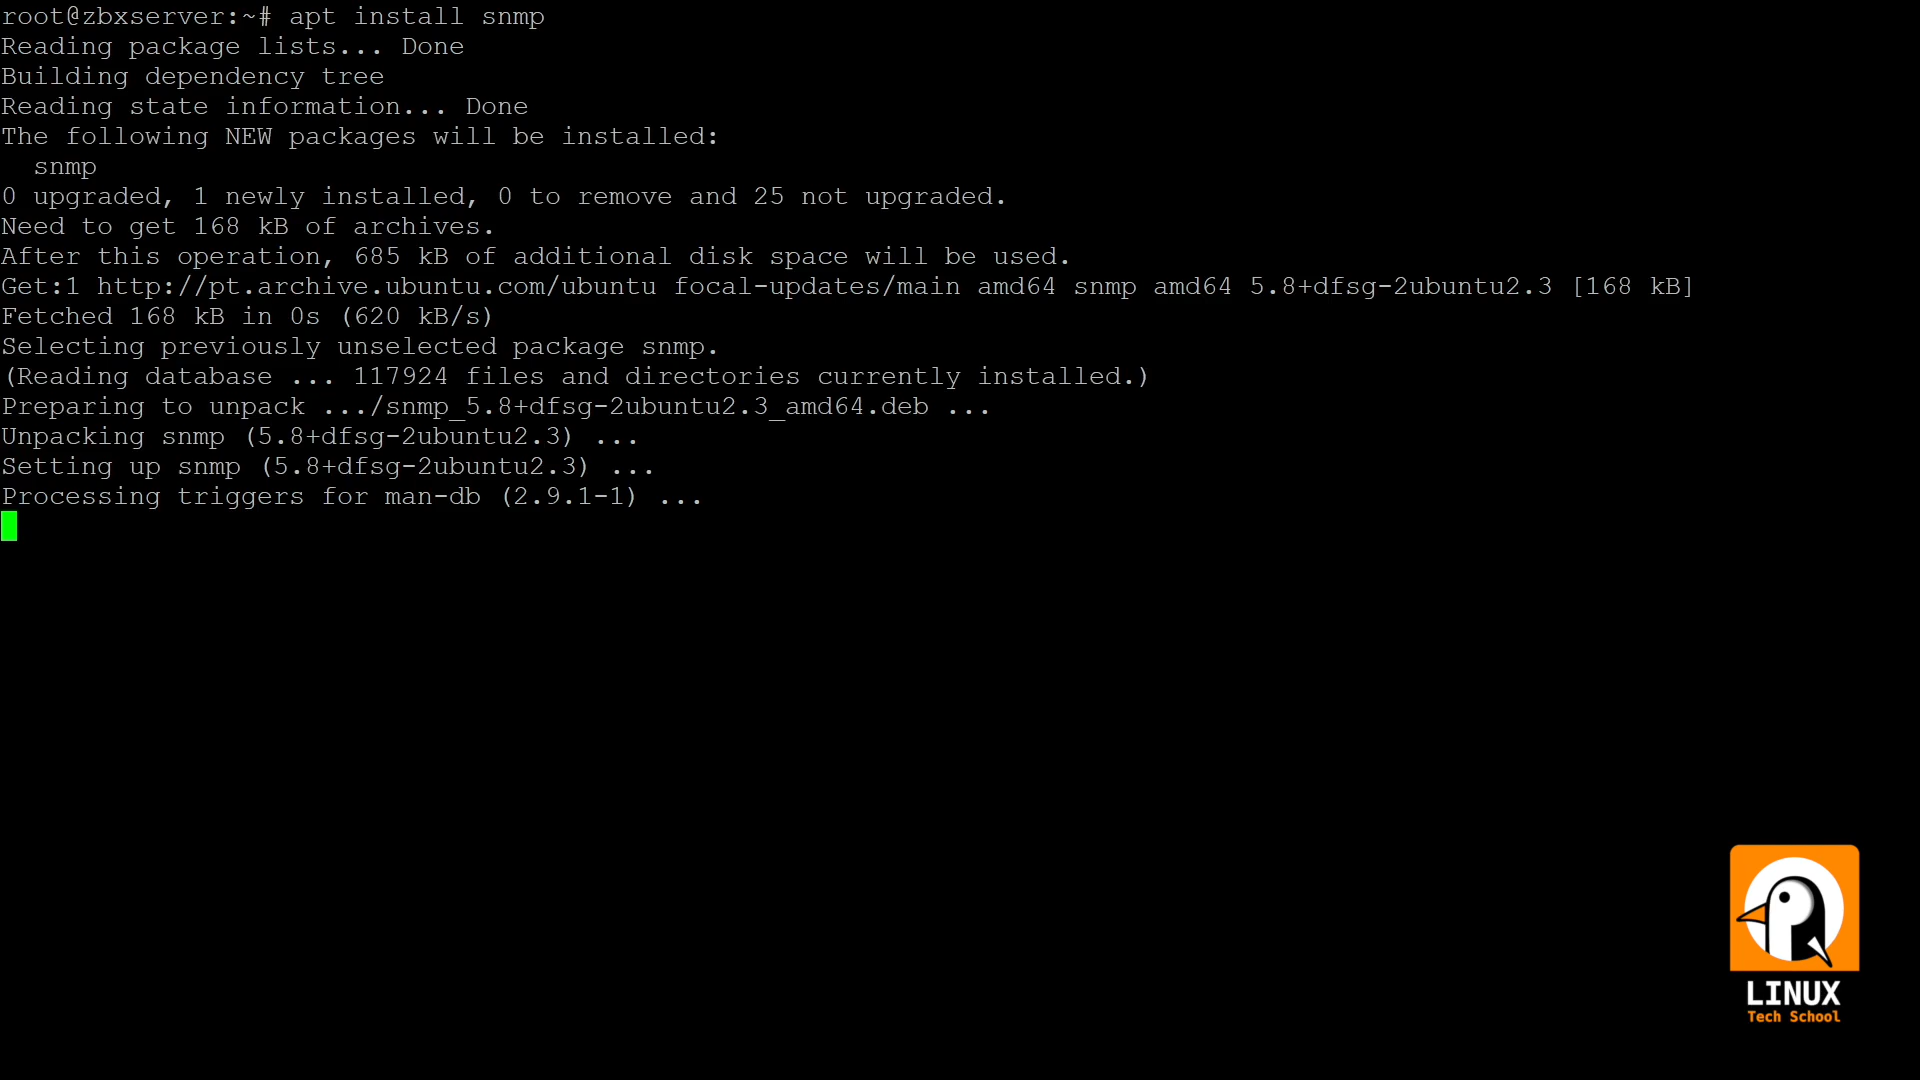 root@zbxserver:~# apt install snmp
Reading package lists... Done
Building dependency tree
Reading state information... Done
The following NEW packages will be installed:
  snmp
0 upgraded, 1 newly installed, 0 to remove and 25 not upgraded.
Need to get 168 kB of archives.
After this operation, 685 kB of additional disk space will be used.
Get:1 http://pt.archive.ubuntu.com/ubuntu focal-updates/main amd64 snmp amd64 5.8+dfsg-2ubuntu2.3 [168 kB]
Fetched 168 kB in 0s (620 kB/s)
Selecting previously unselected package snmp.
(Reading database ... 117924 files and directories currently installed.)
Preparing to unpack .../snmp_5.8+dfsg-2ubuntu2.3_amd64.deb ...
Unpacking snmp (5.8+dfsg-2ubuntu2.3) ...
Setting up snmp (5.8+dfsg-2ubuntu2.3) ...
Processing triggers for man-db (2.9.1-1) ...
LINUX
Tech School